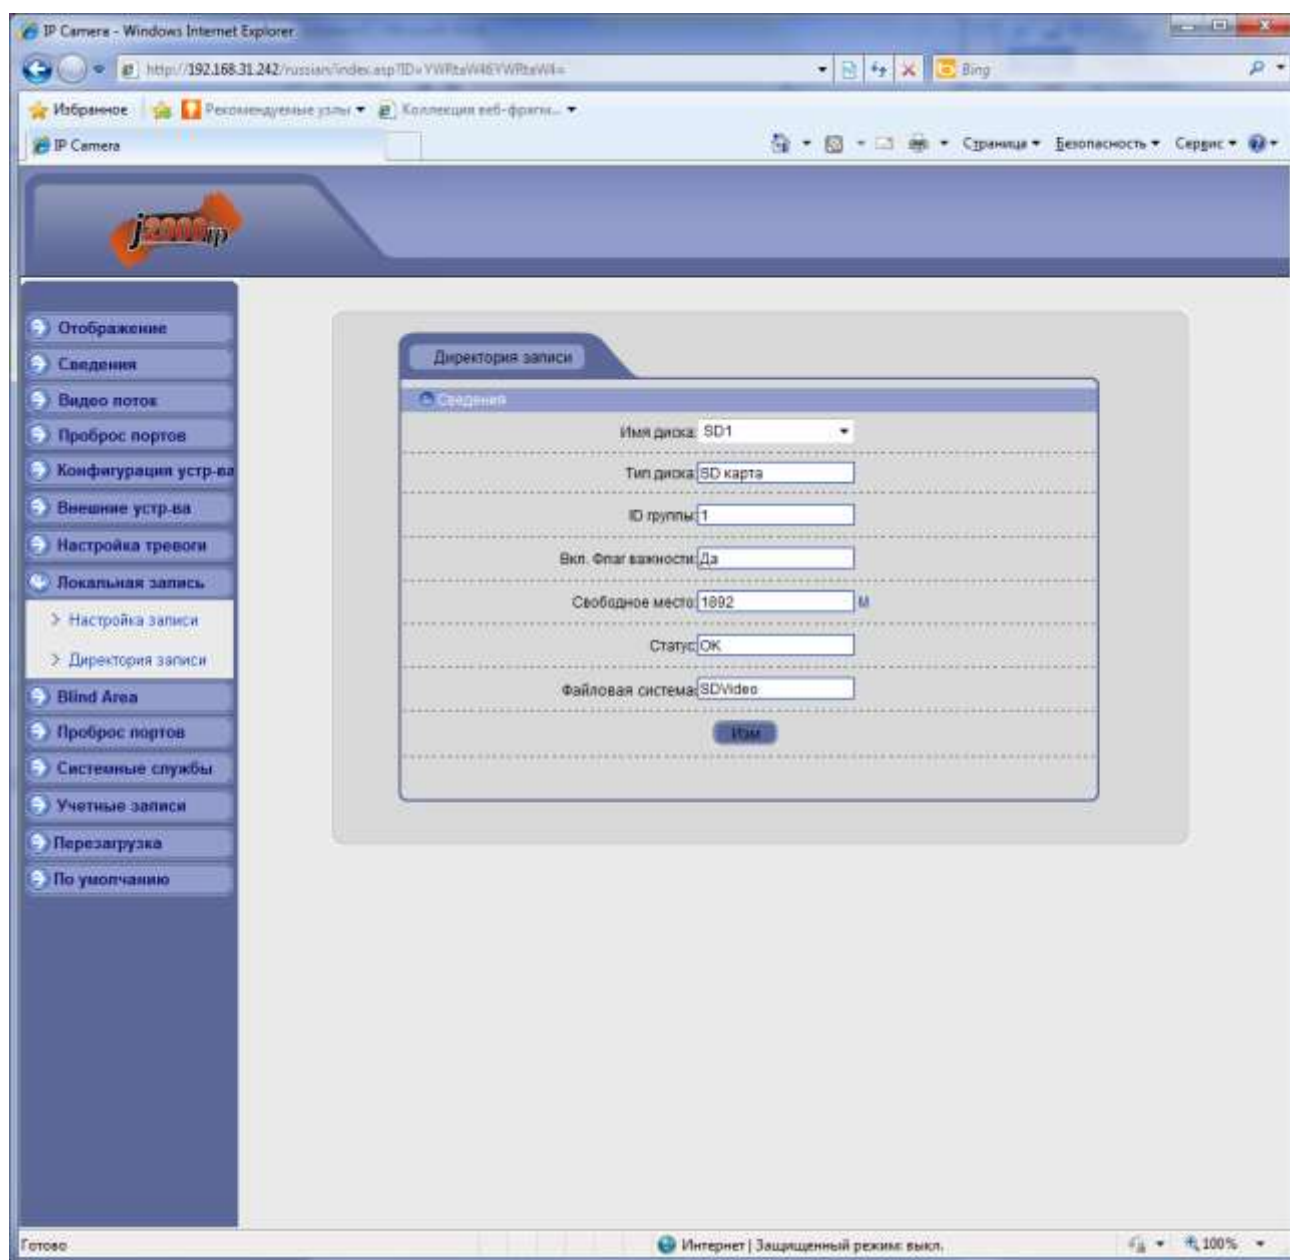 IP Camera - Windows Internet Explorer
http://192.168.31.242/russian/index.asp?ID=YWRtaW46YWRtaW4=
Bing
Избранное
Рекомендуемые узлы
Коллекция веб-фрагм...
IP Camera
Страница
Безопасность
Сервис
j2000ip
Отображение
Сведения
Видео поток
Проброс портов
Конфигурация устр-ва
Внешние устр-ва
Настройка тревоги
Локальная запись
Настройка записи
Директория записи
Blind Area
Проброс портов
Системные службы
Учетные записи
Перезагрузка
По умолчанию
Директория записи
Сведения
Имя диска: SD1
Тип диска: SD карта
ID группы: 1
Вкл. Флаг важности: Да
Свободное место: 1892 M
Статус: OK
Файловая система: SDVideo
Изм
Готово
Интернет | Защищенный режим: выкл.
100%